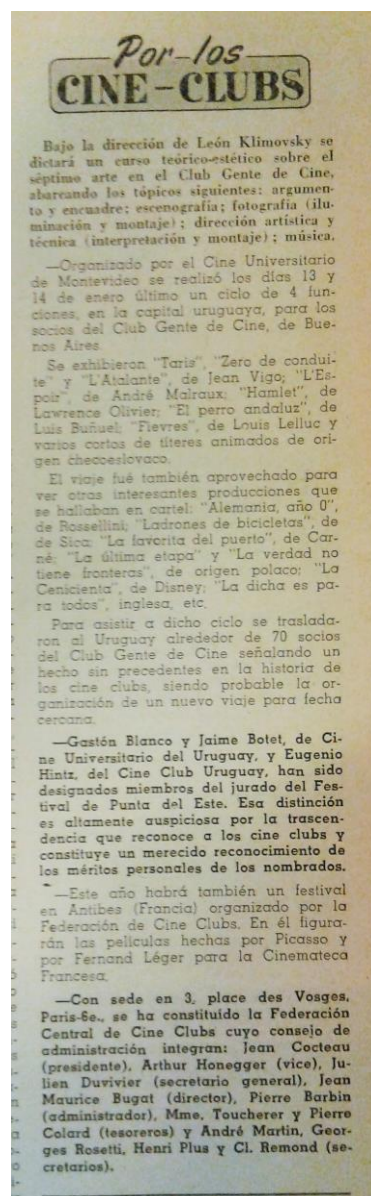 Por los
CINE-CLUBS
Bajo la dirección de León Klimovsky se
dictará un curso teórico-estético sobre el
séptimo arte en el Club Gente de Cine,
abarcando los tópicos siguientes: argumen-
to y encuadre; escenografía; fotografía (ilu-
minación y montaje); dirección artística y
técnica (interpretación y montaje); música.
—Organizado por el Cine Universitario
de Montevideo se realizó los días 13 y
14 de enero último un ciclo de 4 fun-
ciones, en la capital uruguaya, para los
socios del Club Gente de Cine, de Bue-
nos Aires.
Se exhibieron "Taris", "Zero de condui-
te" y "L'Atalante", de Jean Vigo; "L'Es-
poir", de André Malraux; "Hamlet", de
Lawrence Olivier; "El perro andaluz", de
Luis Buñuel; "Fievres", de Louis Lelluc y
varios cortos de títeres animados de ori-
gen checoeslovaco.
El viaje fué también aprovechado para
ver otras interesantes producciones que
se hallaban en cartel: "Alemania, año 0",
de Rossellini; "Ladrones de bicicletas", de
de Sica; "La favorita del puerto", de Car-
né; "La última etapa" y "La verdad no
tiene fronteras", de origen polaco; "La
Cenicienta", de Disney; "La dicha es pa-
ra todos", inglesa, etc.
Para asistir a dicho ciclo se traslada-
ron al Uruguay alrededor de 70 socios
del Club Gente de Cine señalando un
hecho sin precedentes en la historia de
los cine clubs, siendo probable la or-
ganización de un nuevo viaje para fecha
cercana.
—Gastón Blanco y Jaime Botet, de Ci-
ne Universitario del Uruguay, y Eugenio
Hintz, del Cine Club Uruguay, han sido
designados miembros del jurado del Fes-
tival de Punta del Este. Esa distinción
es altamente auspiciosa por la trascen-
dencia que reconoce a los cine clubs y
constituye un merecido reconocimiento de
los méritos personales de los nombrados.
—Este año habrá también un festival
en Antibes (Francia) organizado por la
Federación de Cine Clubs. En él figura-
rán las películas hechas por Picasso y
por Fernand Léger para la Cinemateca
Francesa.
—Con sede en 3, place des Vosges,
Paris-6e., se ha constituído la Federación
Central de Cine Clubs cuyo consejo de
administración integran: Jean Cocteau
(presidente), Arthur Honegger (vice), Ju-
lien Duvivier (secretario general), Jean
Maurice Bugat (director), Pierre Barbin
(administrador), Mme. Toucherer y Pierre
Colard (tesoreros) y André Martin, Geor-
ges Rosetti, Henri Plus y Cl. Remond (se-
cretarios).